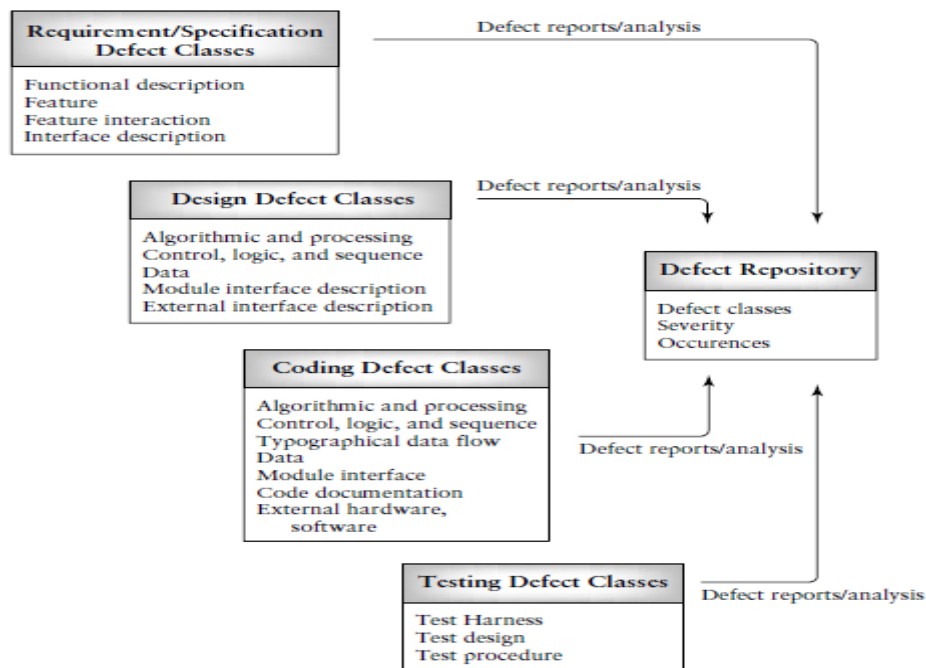 Requirement/Specification
Defect Classes
Functional description
Feature
Feature interaction
Interface description
Defect reports/analysis
Design Defect Classes
Algorithmic and processing
Control, logic, and sequence
Data
Module interface description
External interface description
Defect reports/analysis
Defect Repository
Defect classes
Severity
Occurences
Coding Defect Classes
Algorithmic and processing
Control, logic, and sequence
Typographical data flow
Data
Module interface
Code documentation
External hardware,
software
Defect reports/analysis
Testing Defect Classes
Test Harness
Test design
Test procedure
Defect reports/analysis